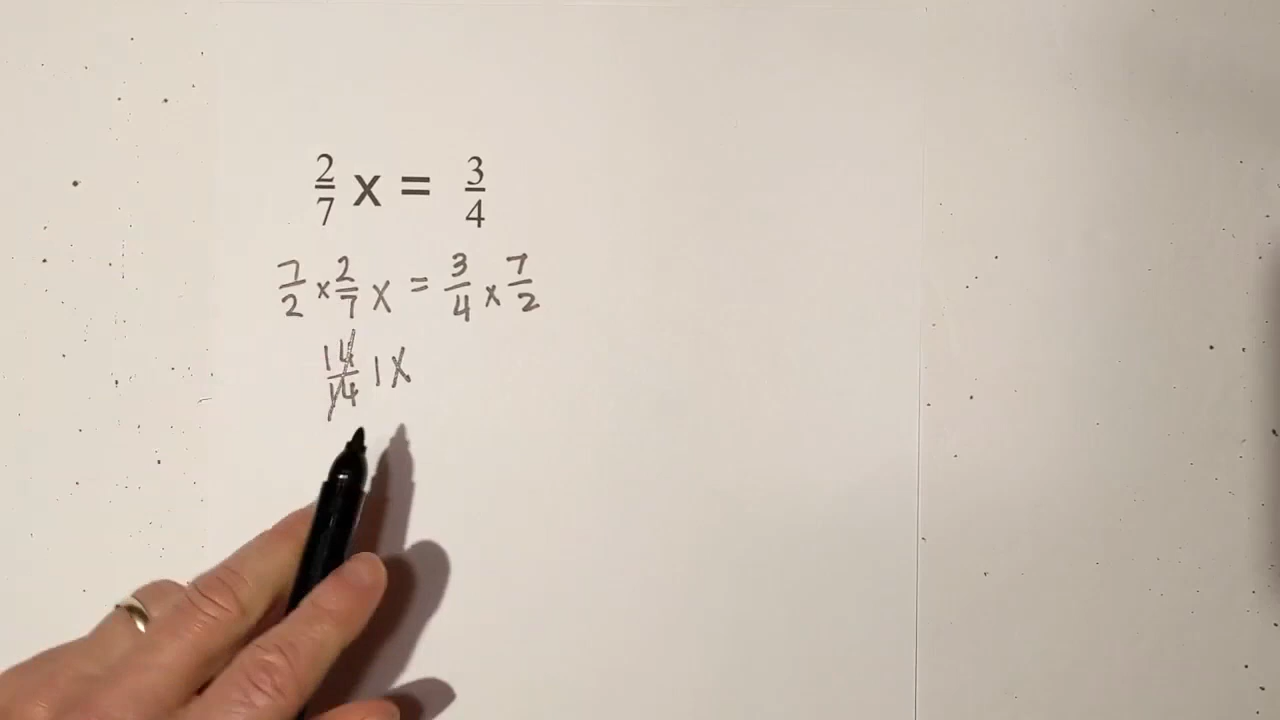 2/7 x = 3/4
7/2 x 2/7 x = 3/4 x 7/2
14/14 1x